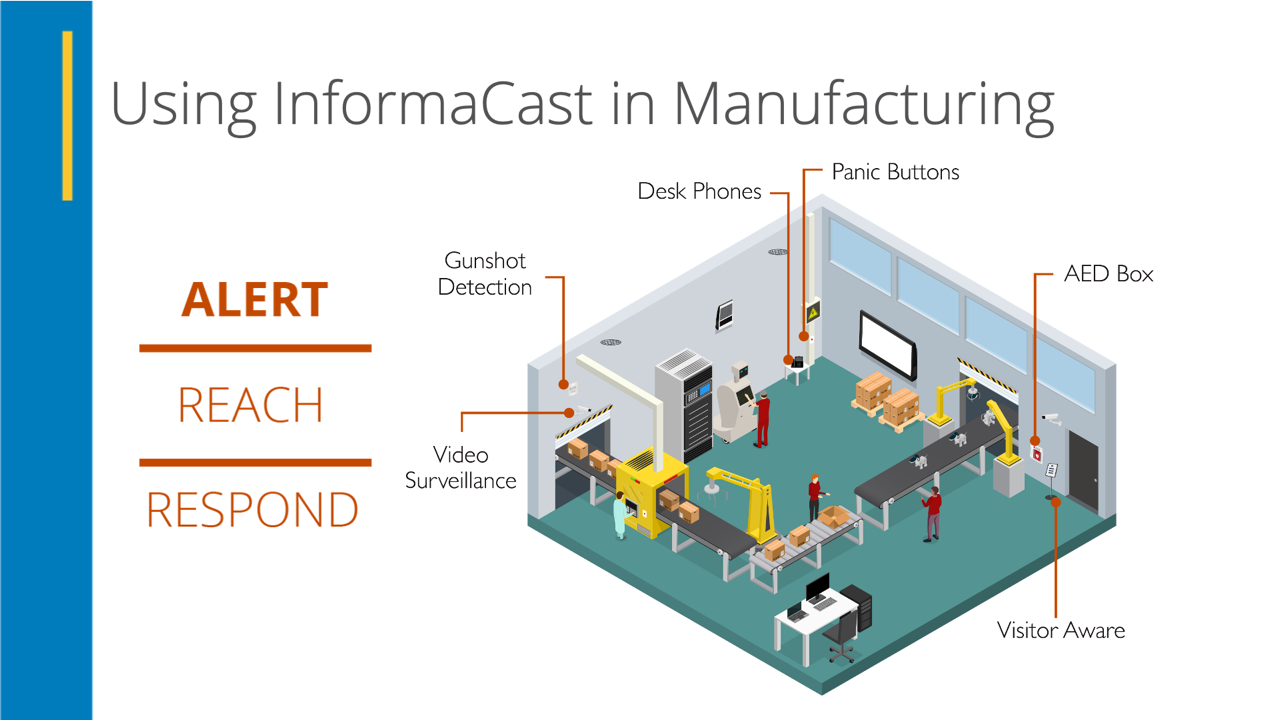 Using InformaCast in Manufacturing
ALERT
REACH
RESPOND
Panic Buttons
Desk Phones
Gunshot
Detection
AED Box
Video
Surveillance
Visitor Aware